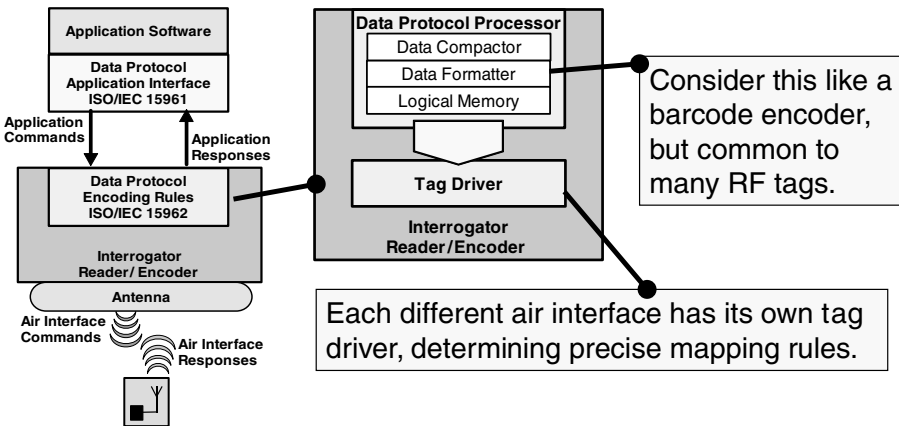 Application Software
Data Protocol
Application Interface
ISO/IEC 15961
Application
Commands
Application
Responses
Data Protocol
Encoding Rules
ISO/IEC 15962
Interrogator
Reader/ Encoder
Antenna
Air Interface
Commands
Air Interface
Responses
Data Protocol Processor
Data Compactor
Data Formatter
Logical Memory
Tag Driver
Interrogator
Reader/Encoder
Consider this like a
barcode encoder,
but common to
many RF tags.
Each different air interface has its own tag
driver, determining precise mapping rules.